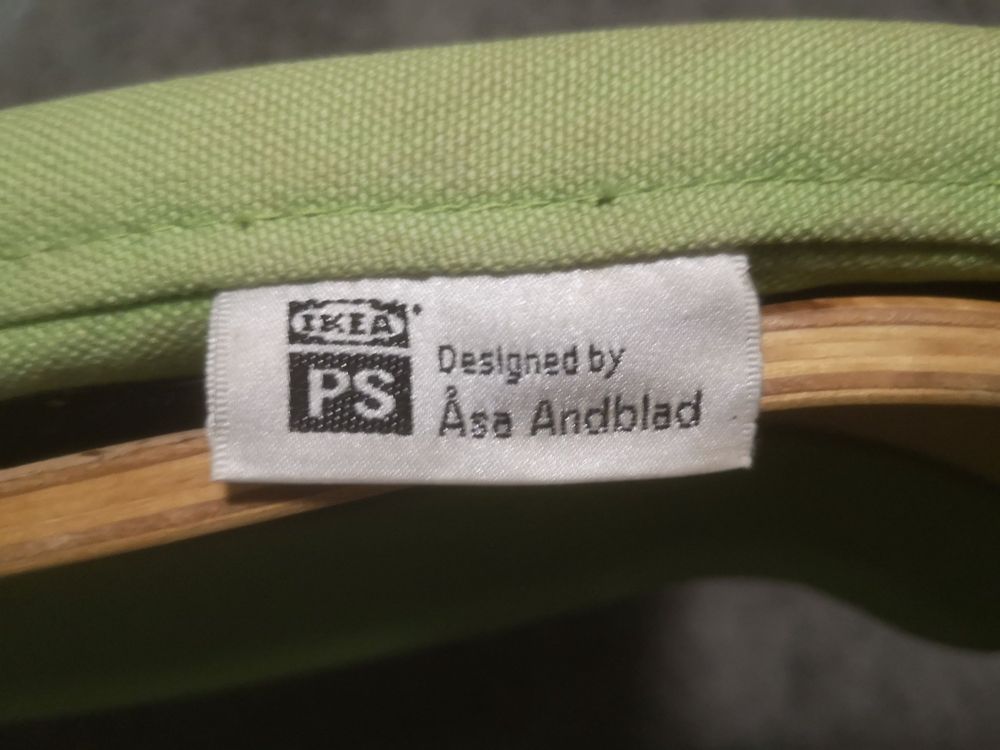 IKEA
PS
Designed by
Åsa Andblad